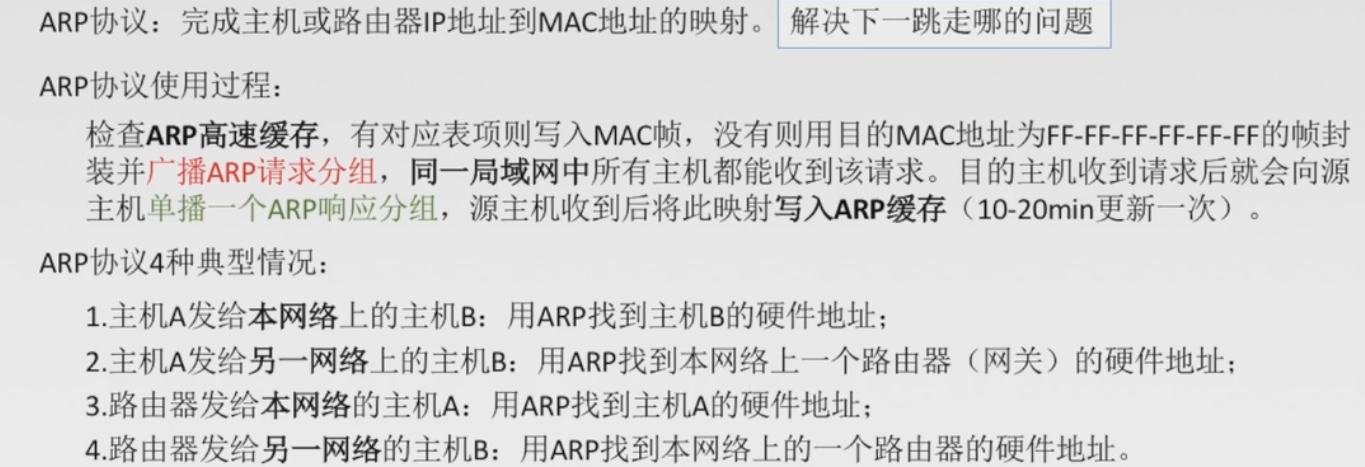 ARP协议：完成主机或路由器IP地址到MAC地址的映射。 解决下一跳走哪的问题
ARP协议使用过程：
检查ARP高速缓存，有对应表项则写入MAC帧，没有则用目的MAC地址为FF-FF-FF-FF-FF-FF的帧封
装并广播ARP请求分组，同一局域网中所有主机都能收到该请求。目的主机收到请求后就会向源
主机单播一个ARP响应分组，源主机收到后将此映射写入ARP缓存（10-20min更新一次）。
ARP协议4种典型情况：
1.主机A发给本网络上的主机B：用ARP找到主机B的硬件地址；
2.主机A发给另一网络上的主机B：用ARP找到本网络上一个路由器（网关）的硬件地址；
3.路由器发给本网络的主机A：用ARP找到主机A的硬件地址；
4.路由器发给另一网络的主机B：用ARP找到本网络上的一个路由器的硬件地址。